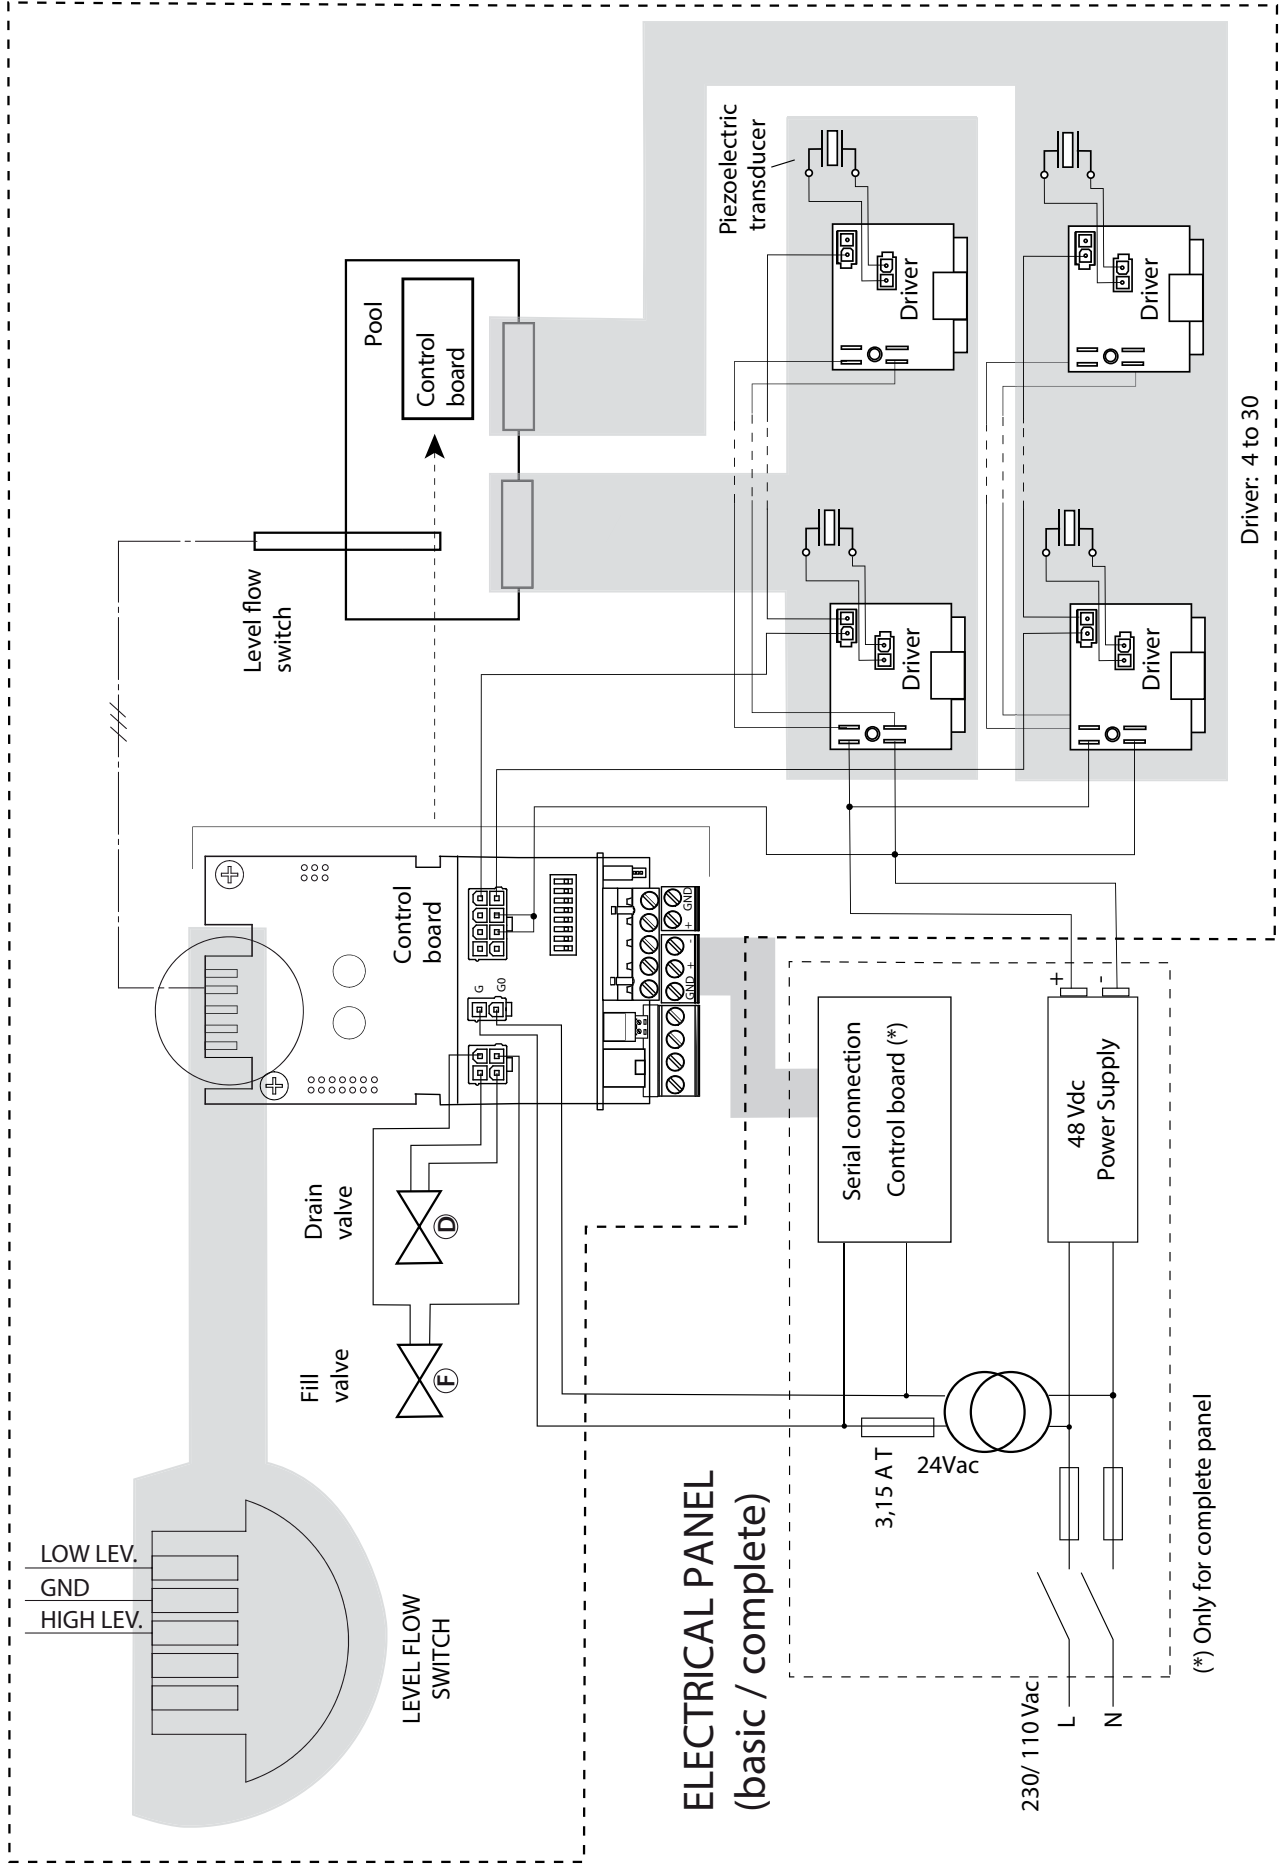 LOW LEV.
GND
HIGH LEV.
LEVEL FLOW
SWITCH
Fill
valve
F
Drain
valve
D
Control
board
G
G0
GND
+
-
+
GND
Level flow
switch
Pool
Control
board
Piezoelectric
transducer
Driver
Driver
Driver
Driver
Driver: 4 to 30
ELECTRICAL PANEL
(basic / complete)
230/ 110 Vac
L
N
3,15 A T
24Vac
Serial connection
Control board (*)
48 Vdc
Power Supply
+
-
(*) Only for complete panel